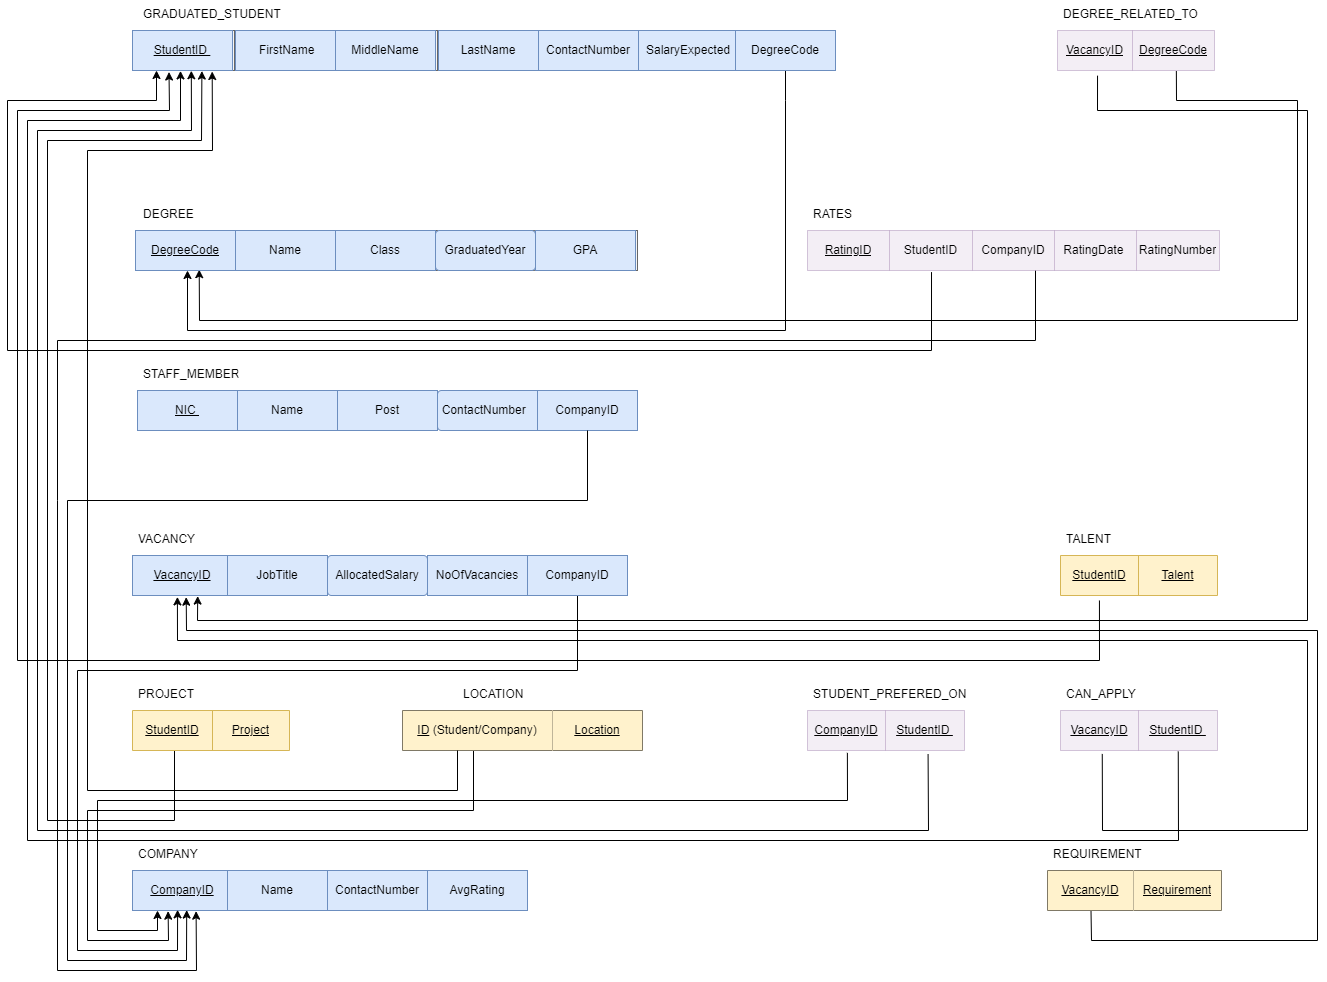 GRADUATED_STUDENT
StudentID FirstName MiddleName LastName ContactNumber SalaryExpected DegreeCode
DEGREE_RELATED_TO
VacancyID DegreeCode
DEGREE
DegreeCode Name Class GraduatedYear GPA
RATES
RatingID StudentID CompanyID RatingDate RatingNumber
STAFF_MEMBER
NIC Name Post ContactNumber CompanyID
VACANCY
VacancyID JobTitle AllocatedSalary NoOfVacancies CompanyID
TALENT
StudentID Talent
PROJECT
StudentID Project
LOCATION
ID (Student/Company) Location
STUDENT_PREFERED_ON
CompanyID StudentID
CAN_APPLY
VacancyID StudentID
COMPANY
CompanyID Name ContactNumber AvgRating
REQUIREMENT
VacancyID Requirement